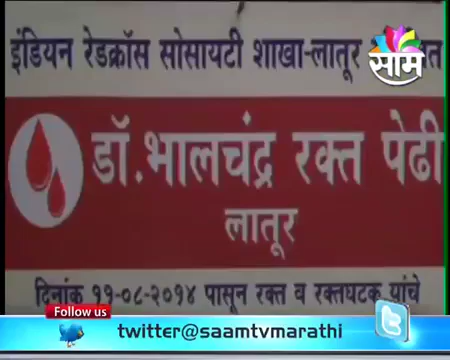 इंडियन रेडक्रॉस सोसायटी शाखा-लातूर
साम
डॉ.भालचंद्र रक्त पेढी
लातूर
दिनांक ११-०८-२०१४ पासून रक्त व रक्तघटक यांचे
Follow us
twitter@saamtvmarathi